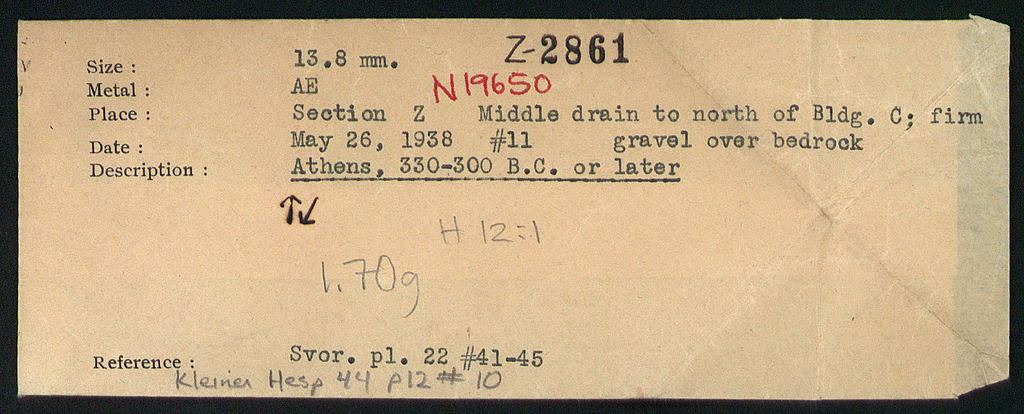 Z-2861
Size : 13.8 mm.
Metal : AE N19650
Place : Section Z Middle drain to north of Bldg. C; firm
Date : May 26, 1938 #11 gravel over bedrock
Description : Athens, 330-300 B.C. or later
↑↙
H 12:1
1.70g
Reference : Svor. pl. 22 #41-45
Kleiner Hesp 44 p12 # 10